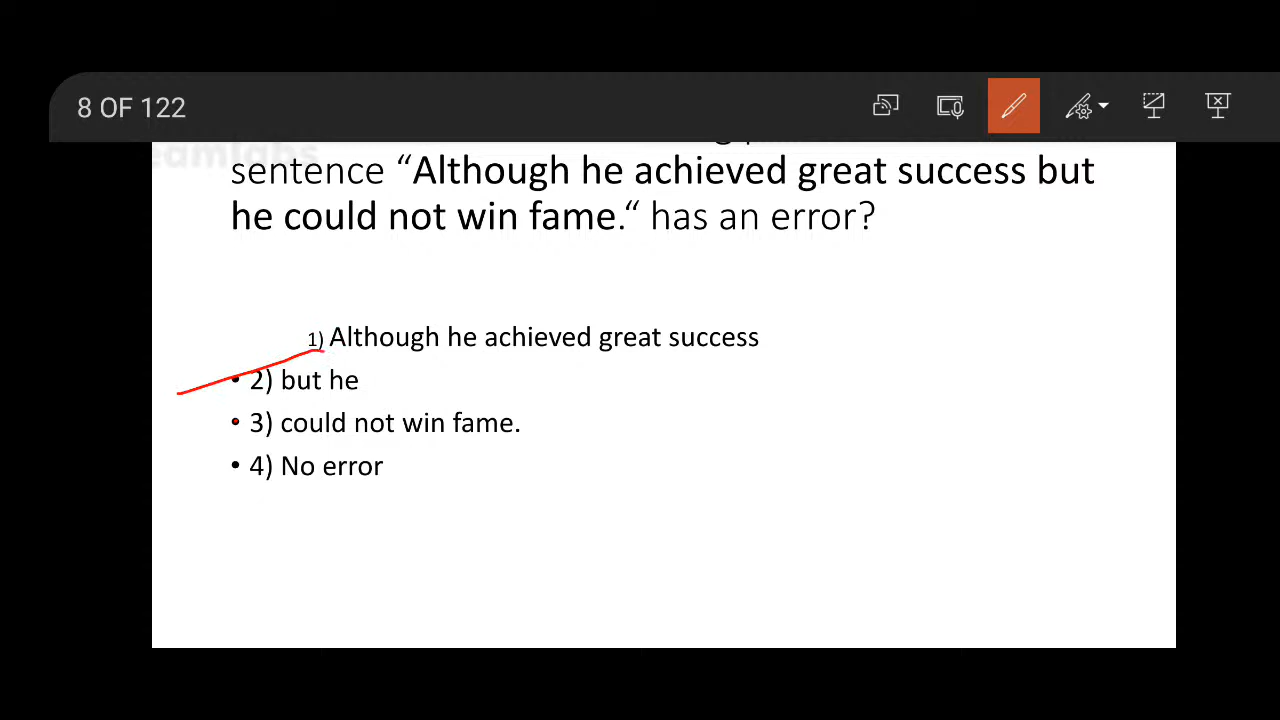 8 OF 122
eamlabs
sentence “Although he achieved great success but
he could not win fame.“ has an error?
1) Although he achieved great success
• 2) but he
• 3) could not win fame.
• 4) No error